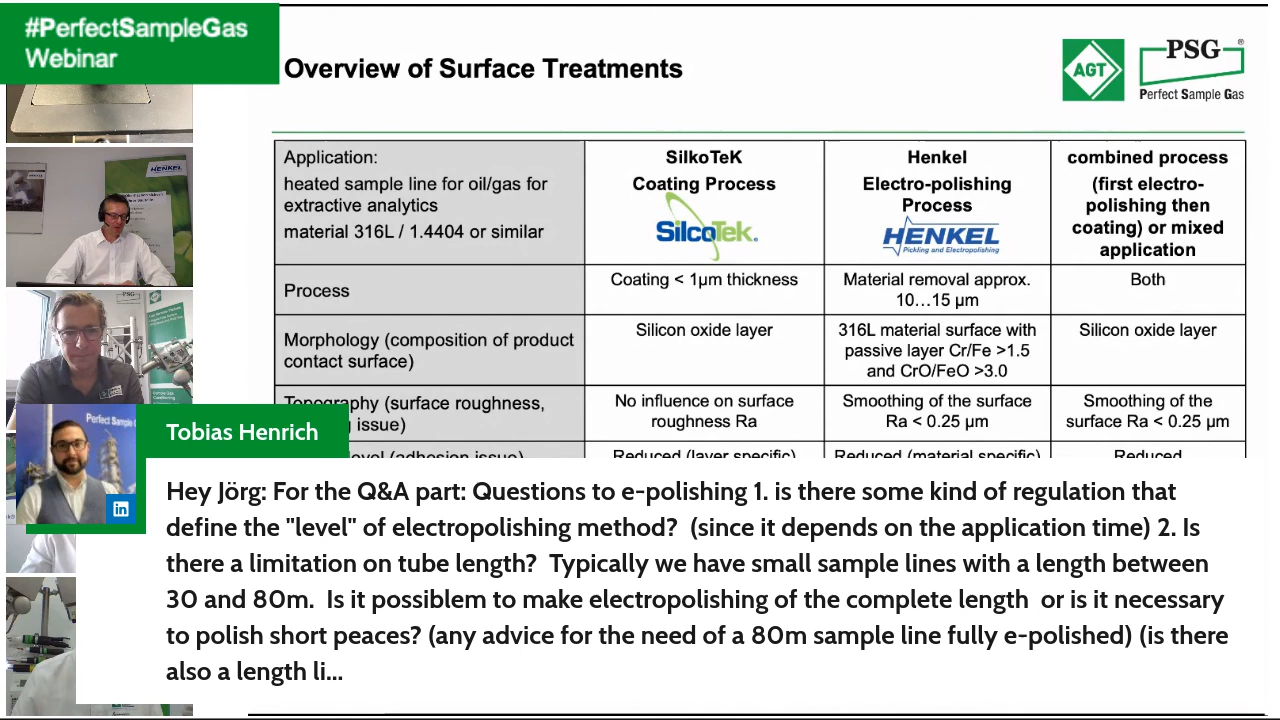 #PerfectSampleGas
Webinar
Overview of Surface Treatments
AGT
PSG®
Perfect Sample Gas
Application:
heated sample line for oil/gas for
extractive analytics
material 316L / 1.4404 or similar
SilkoTeK
Coating Process
SilcoTek®
Henkel
Electro-polishing
Process
HENKEL
Pickling and Electropolishing
combined process
(first electro-
polishing then
coating) or mixed
application
Process
Coating < 1µm thickness
Material removal approx.
10…15 µm
Both
Morphology (composition of product
contact surface)
Silicon oxide layer
316L material surface with
passive layer Cr/Fe >1.5
and CrO/FeO >3.0
Silicon oxide layer
(surface roughness,
issue)
No influence on surface
roughness Ra
Smoothing of the surface
Ra < 0.25 µm
Smoothing of the
surface Ra < 0.25 µm
(adhesion issue)
Reduced (layer specific)
Reduced (material specific)
Reduced
HENKEL
PSG
Tobias Henrich
in
Hey Jörg: For the Q&A part: Questions to e-polishing 1. is there some kind of regulation that
define the "level" of electropolishing method? (since it depends on the application time) 2. Is
there a limitation on tube length? Typically we have small sample lines with a length between
30 and 80m. Is it possiblem to make electropolishing of the complete length or is it necessary
to polish short peaces? (any advice for the need of a 80m sample line fully e-polished) (is there
also a length li...